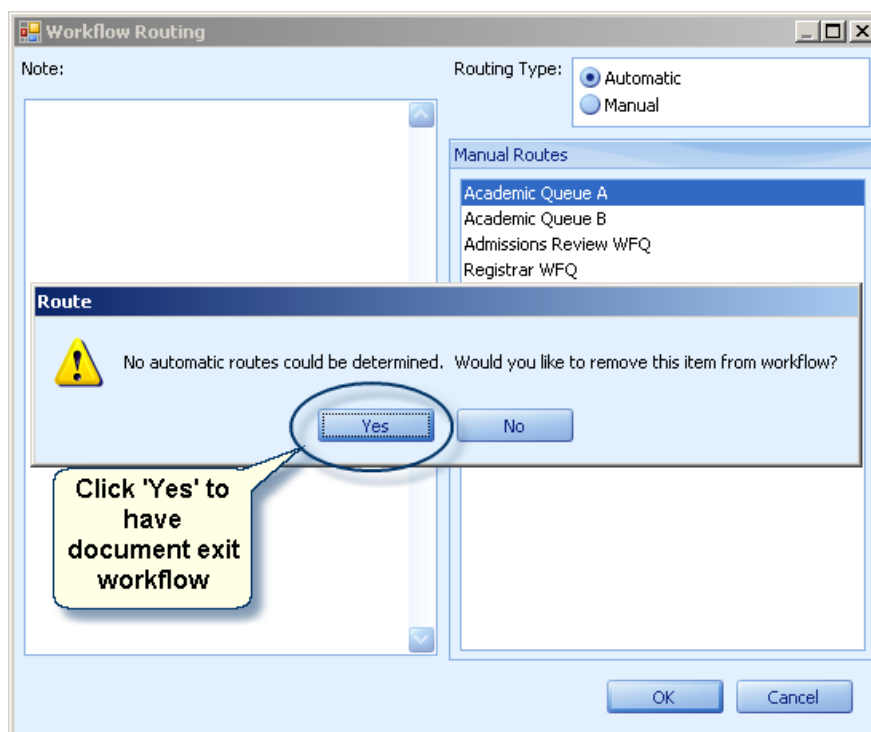 Workflow Routing
Note:
Routing Type:
Automatic
Manual
Manual Routes
Academic Queue A
Academic Queue B
Admissions Review WFQ
Registrar WFQ
Route
No automatic routes could be determined.  Would you like to remove this item from workflow?
Yes
No
Click 'Yes' to
have
document exit
workflow
OK
Cancel